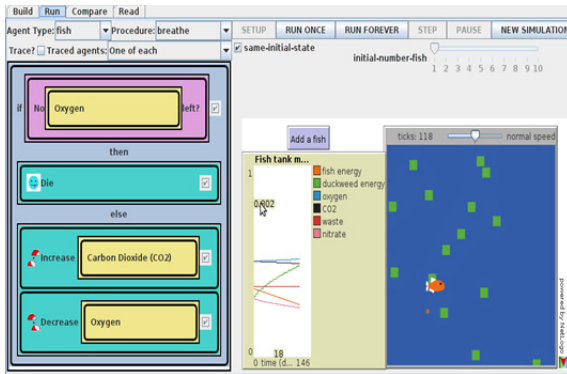 Build Run Compare Read
Agent Type: fish Procedure: breathe SETUP RUN ONCE RUN FOREVER STEP PAUSE NEW SIMULATION
Trace? Traced agents: One of each same-initial-state
initial-number-fish
1 2 3 4 5 6 7 8 9 10
if No Oxygen left?
then
Die
else
Increase Carbon Dioxide (CO2)
Decrease Oxygen
Add a fish
ticks: 118 normal speed
Fish tank m...
1
0.902
fish energy
duckweed energy
oxygen
CO2
waste
nitrate
0
18
0 time (d... 146
powered by NetLogo